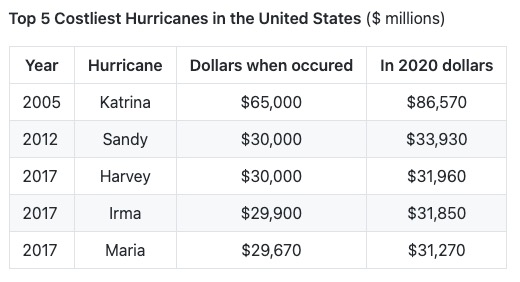 Top 5 Costliest Hurricanes in the United States ($ millions)
Year Hurricane Dollars when occured In 2020 dollars
2005 Katrina $65,000 $86,570
2012 Sandy $30,000 $33,930
2017 Harvey $30,000 $31,960
2017 Irma $29,900 $31,850
2017 Maria $29,670 $31,270